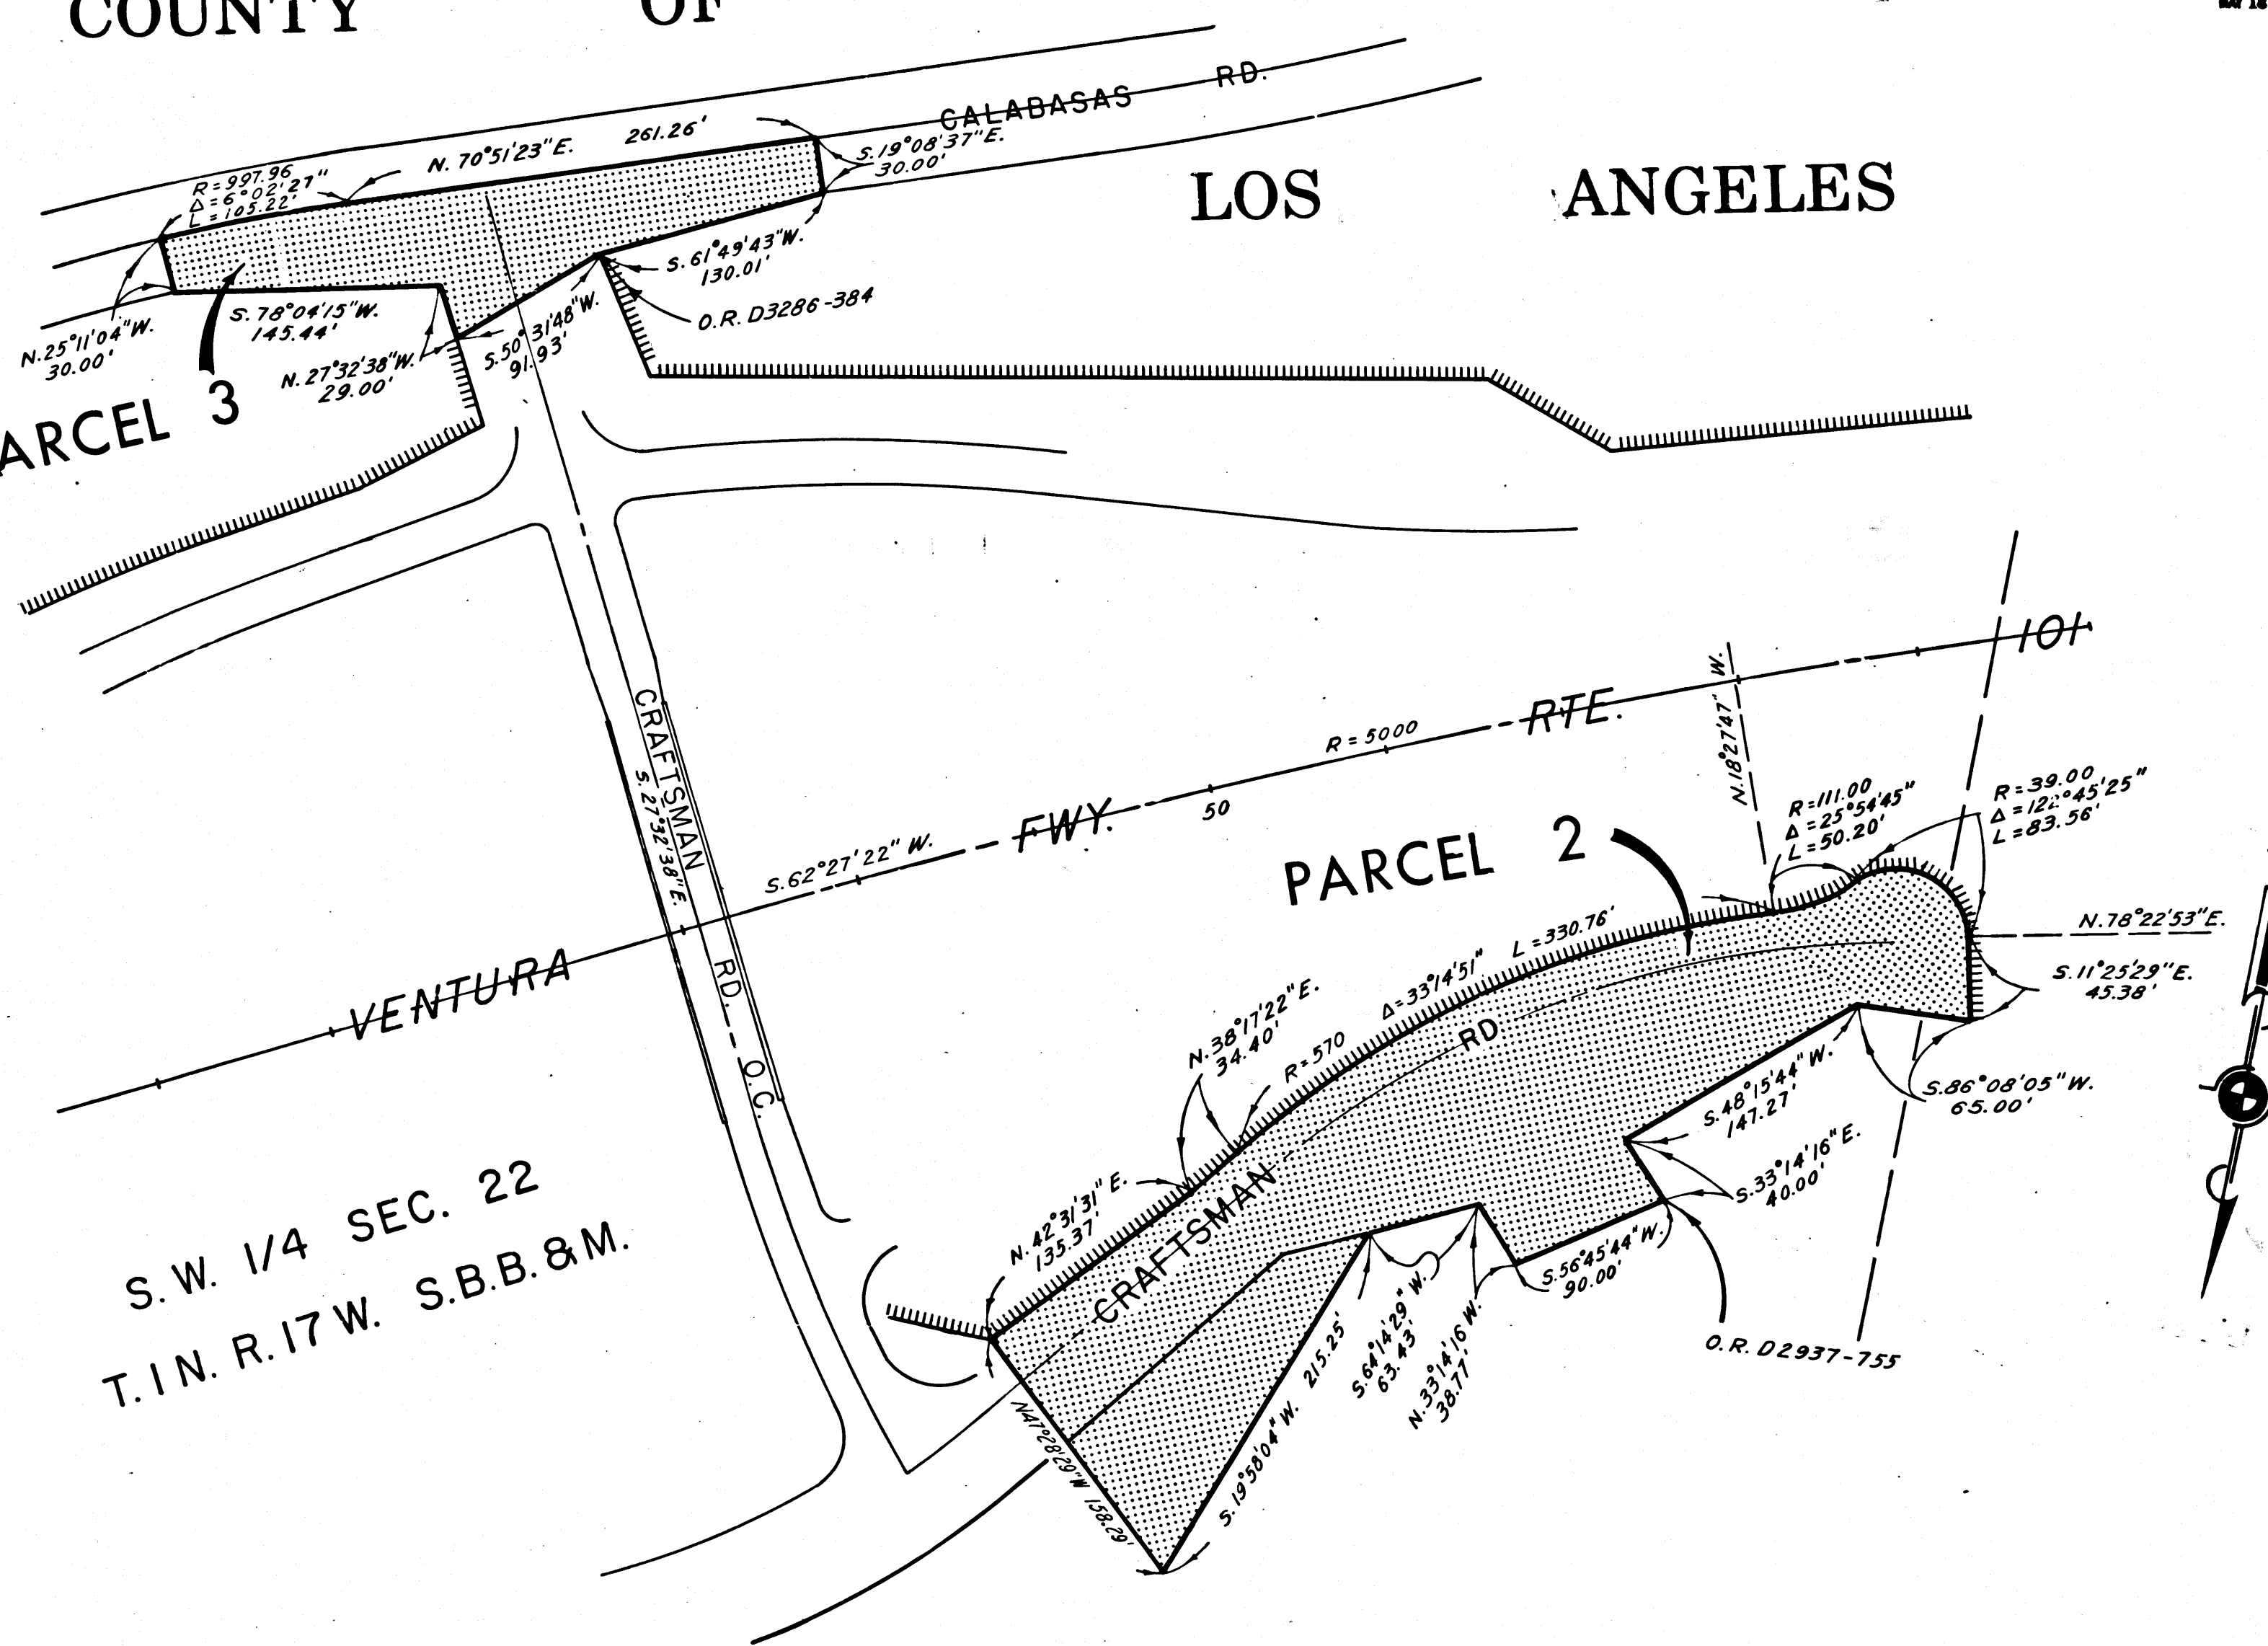 COUNTY OF
LOS ANGELES
CALABASAS RD.
N. 70°51'23"E. 261.26'
S.19°08'37"E.
30.00'
R=997.96
Δ=6°02'27"
L=105.22'
S.61°49'43"W.
130.01'
O.R. D3286-384
S.78°04'15"W.
145.44'
N.25°11'04"W.
30.00'
N.27°32'38"W.
29.00'
S.50°31'48"W.
91.93'
ARCEL 3
CRAFTSMAN RD. O.C.
S. 27°32'38"E.
VENTURA FWY. RTE. 101
S.62°27'22" W.
50
R = 5000
N.18°27'47" W.
PARCEL 2
R=111.00
Δ=25°54'45"
L=50.20'
R=39.00
Δ=122°45'25"
L=83.56'
N.78°22'53"E.
S.11°25'29"E.
45.38'
S.86°08'05"W.
65.00'
S.48°15'44"W.
147.27'
S.33°14'16"E.
40.00'
S.56°45'44"W.
90.00'
O.R. D2937-755
R=570 Δ=33°14'51" L=330.76'
N.38°17'22"E.
34.40'
N.42°31'31"E.
135.37'
CRAFTSMAN RD
S.64°14'29"W.
63.43'
N.33°14'16 W.
38.77'
S.19°58'04"W. 215.25'
N47°28'29"W 158.29'
S.W. 1/4 SEC. 22
T.1N. R.17W. S.B.B.&M.